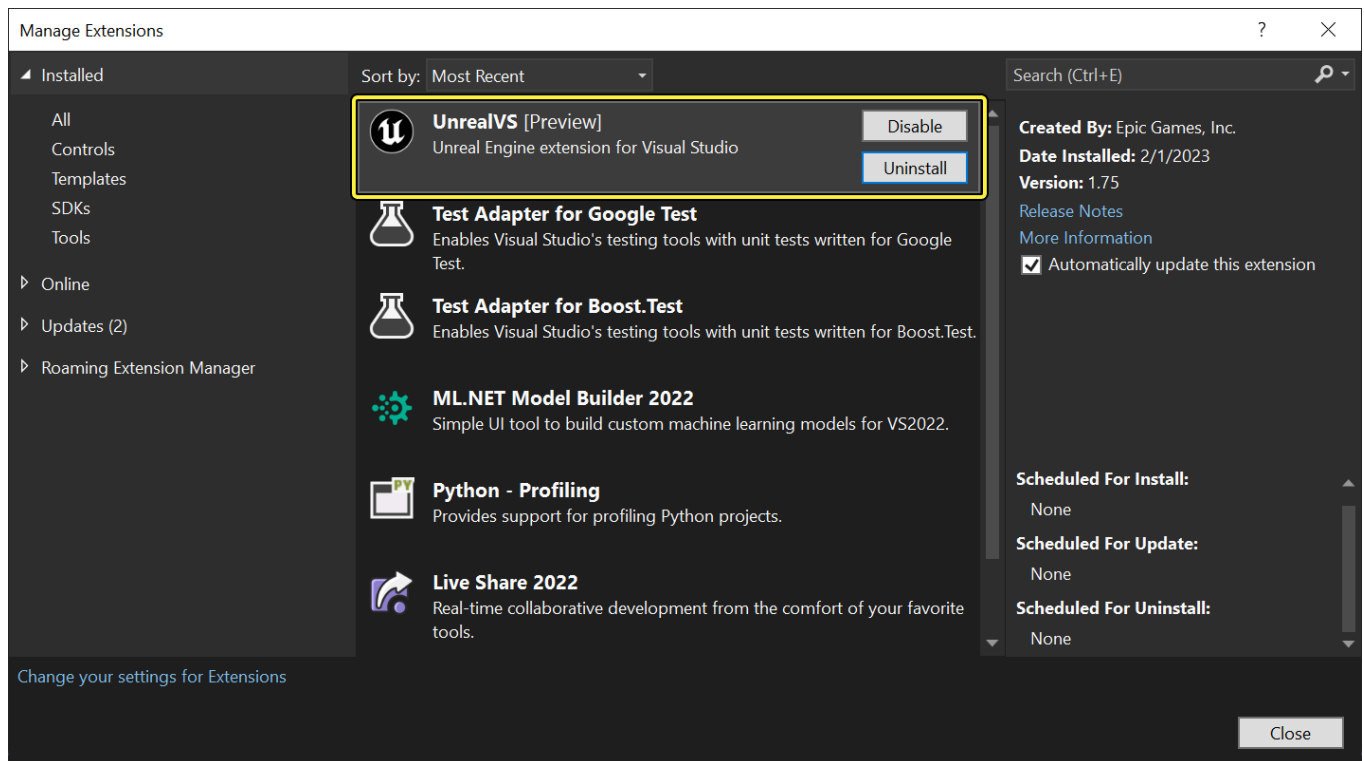 Manage Extensions
?
Installed
All
Controls
Templates
SDKs
Tools
Online
Updates (2)
Roaming Extension Manager
Sort by: Most Recent
UnrealVS [Preview]
Unreal Engine extension for Visual Studio
Disable
Uninstall
Test Adapter for Google Test
Enables Visual Studio's testing tools with unit tests written for Google
Test.
Test Adapter for Boost.Test
Enables Visual Studio's testing tools with unit tests written for Boost.Test.
ML.NET Model Builder 2022
Simple UI tool to build custom machine learning models for VS2022.
PY
Python - Profiling
Provides support for profiling Python projects.
Live Share 2022
Real-time collaborative development from the comfort of your favorite
tools.
Search (Ctrl+E)
Created By: Epic Games, Inc.
Date Installed: 2/1/2023
Version: 1.75
Release Notes
More Information
Automatically update this extension
Scheduled For Install:
None
Scheduled For Update:
None
Scheduled For Uninstall:
None
Change your settings for Extensions
Close